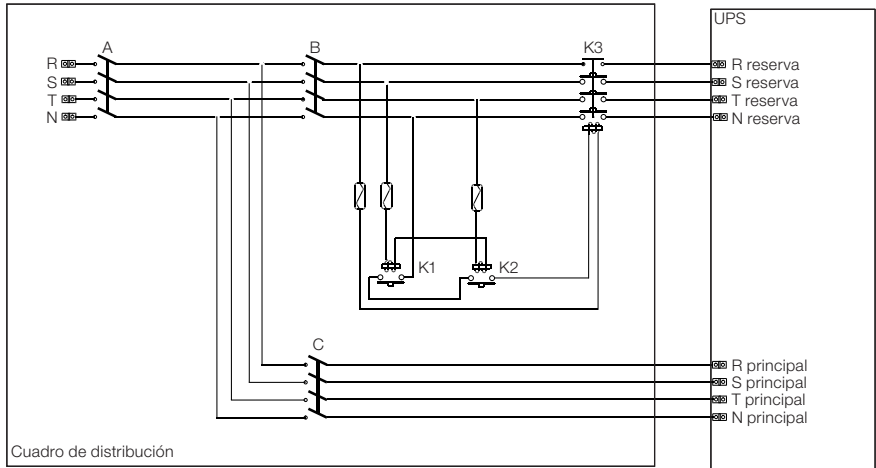 UPS
A
B
K3
R
R reserva
S
S reserva
T
T reserva
N
N reserva
K1
K2
C
R principal
S principal
T principal
N principal
Cuadro de distribución